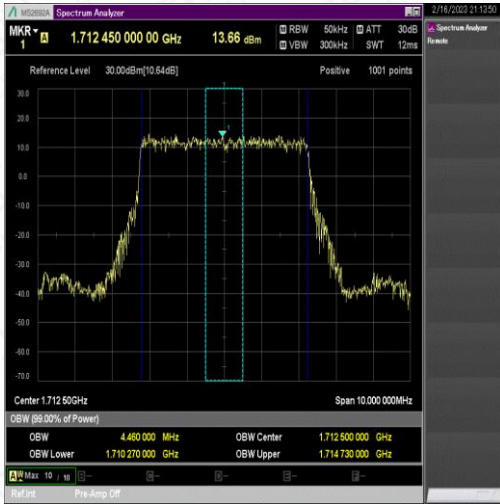 MS2692A Spectrum Analyzer 2/16/2023 21:13:50
MKR 1 A 1.712 450 000 00 GHz 13.66 dBm RBW 50kHz ATT 30dB
VBW 300kHz SWT 12ms
Spectrum Analyzer
Remote
Reference Level 30.00dBm[10.64dB] Positive 1001 points
30.0
1
10.0
0.0
-10.0
-20.0
-30.0
-40.0
-50.0
-60.0
-70.0
Center 1.712 50GHz Span 10.000 000MHz
OBW (99.00% of Power)
OBW 4.460 000 MHz OBW Center 1.712 500 000 GHz
OBW Lower 1.710 270 000 GHz OBW Upper 1.714 730 000 GHz
Max 10 / 10
Ref.Int Pre-Amp Off